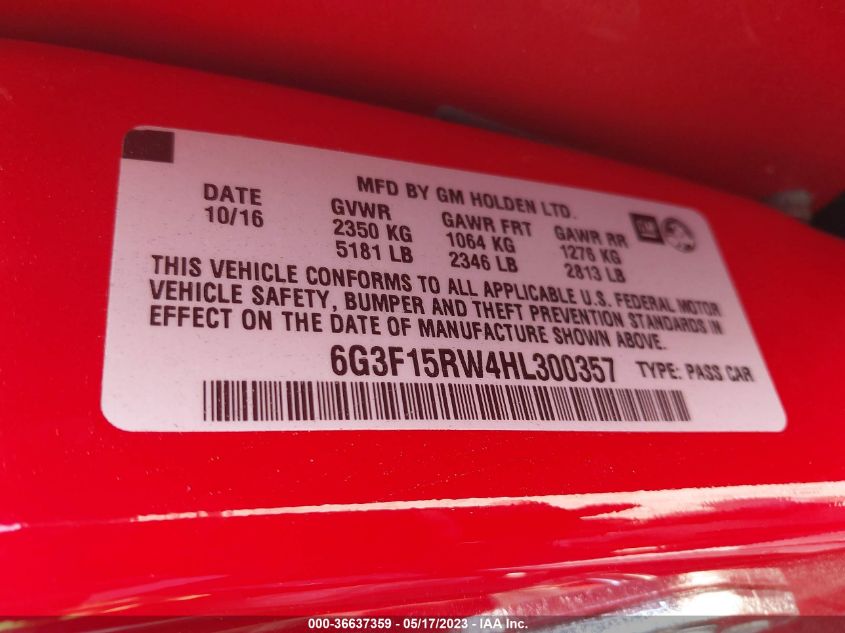 MFD BY GM HOLDEN LTD.
DATE GVWR GAWR FRT GAWR RR
10/16 2350 KG 1064 KG 1276 KG
5181 LB 2346 LB 2813 LB
THIS VEHICLE CONFORMS TO ALL APPLICABLE U.S. FEDERAL MOTOR
VEHICLE SAFETY, BUMPER AND THEFT PREVENTION STANDARDS IN
EFFECT ON THE DATE OF MANUFACTURE SHOWN ABOVE.
6G3F15RW4HL300357 TYPE: PASS CAR
GM
000-36637359 - 05/17/2023 - IAA Inc.